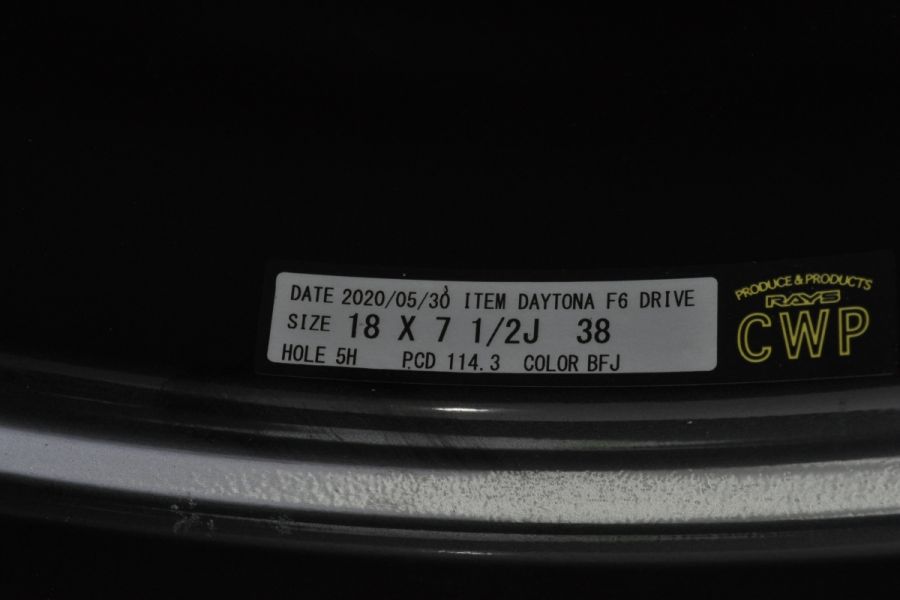 DATE 2020/05/30 ITEM DAYTONA F6 DRIVE
SIZE 18 X 7 1/2J 38
HOLE 5H PCD 114.3 COLOR BFJ
PRODUCE & PRODUCTS
RAYS
CWP